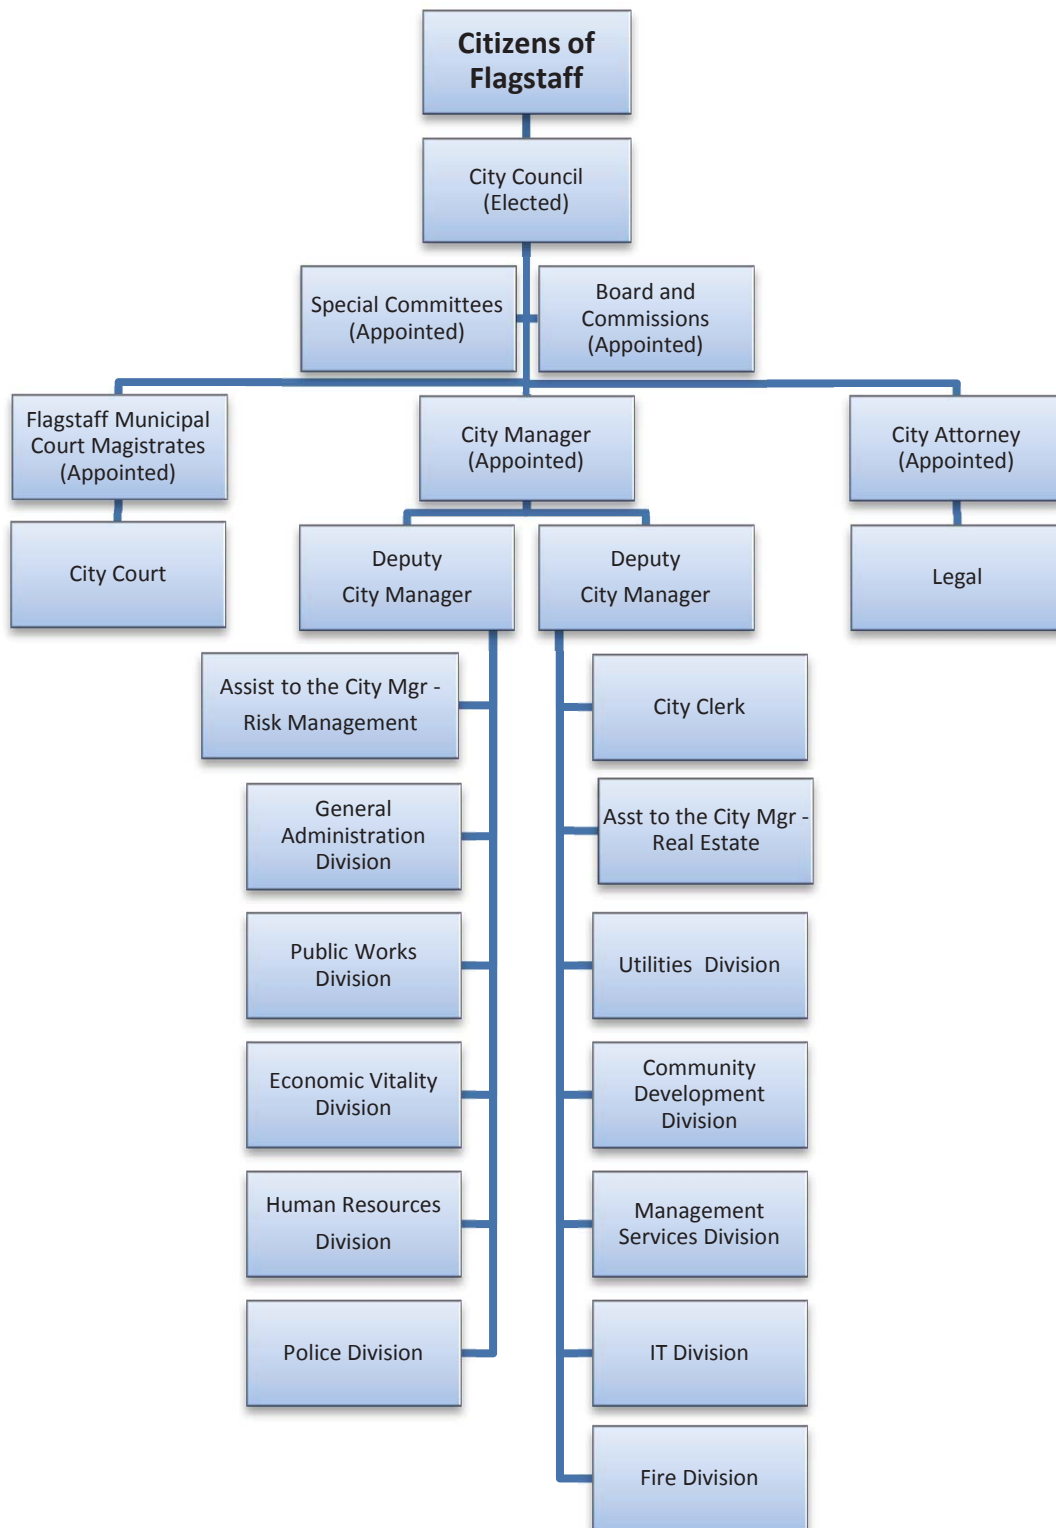 Citizens of
Flagstaff
City Council
(Elected)
Special Committees
(Appointed)
Board and
Commissions
(Appointed)
Flagstaff Municipal
Court Magistrates
(Appointed)
City Manager
(Appointed)
City Attorney
(Appointed)
City Court
Deputy
City Manager
Deputy
City Manager
Legal
Assist to the City Mgr -
Risk Management
City Clerk
General
Administration
Division
Asst to the City Mgr -
Real Estate
Public Works
Division
Utilities  Division
Economic Vitality
Division
Community
Development
Division
Human Resources
Division
Management
Services Division
Police Division
IT Division
Fire Division